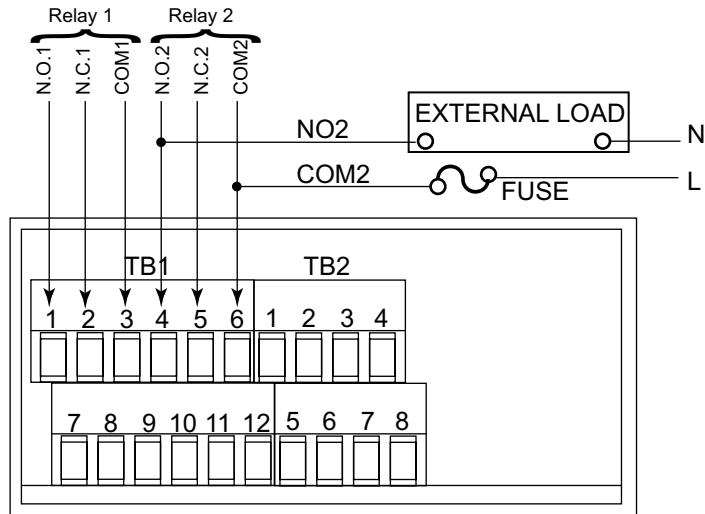 Relay 1 Relay 2
N.O.1
N.C.1
COM1
N.O.2
N.C.2
COM2
EXTERNAL LOAD
NO2
N
COM2
L
FUSE
TB1 TB2
1 2 3 4 5 6 1 2 3 4
7 8 9 10 11 12 5 6 7 8